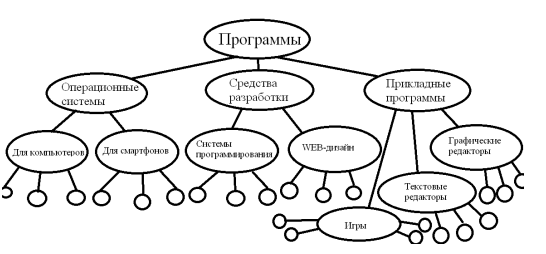 Программы
Операционные
системы
Средства
разработки
Прикладные
программы
Для компьютеров
Для смартфонов
Системы
программирования
WEB-дизайн
Графические
редакторы
Текстовые
редакторы
Игры